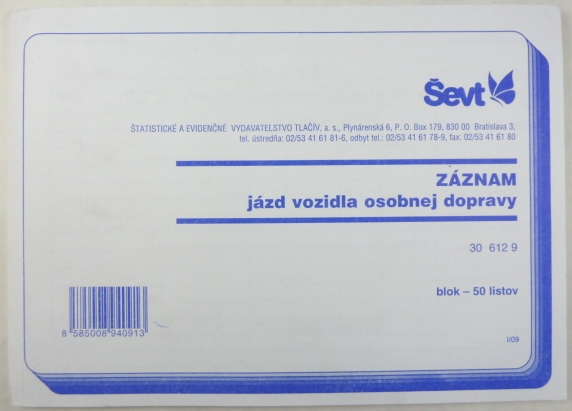 Ševt
ŠTATISTICKÉ A EVIDENČNÉ VYDAVATEĽSTVO TLAČÍV, a. s., Plynárenská 6, P. O. Box 179, 830 00 Bratislava 3,
tel. ústredňa: 02/53 41 61 81-6, odbyt tel.: 02/53 41 61 78-9, fax: 02/53 41 61 80
ZÁZNAM
jázd vozidla osobnej dopravy
30 612 9
blok – 50 listov
8 585008 940913
I/09